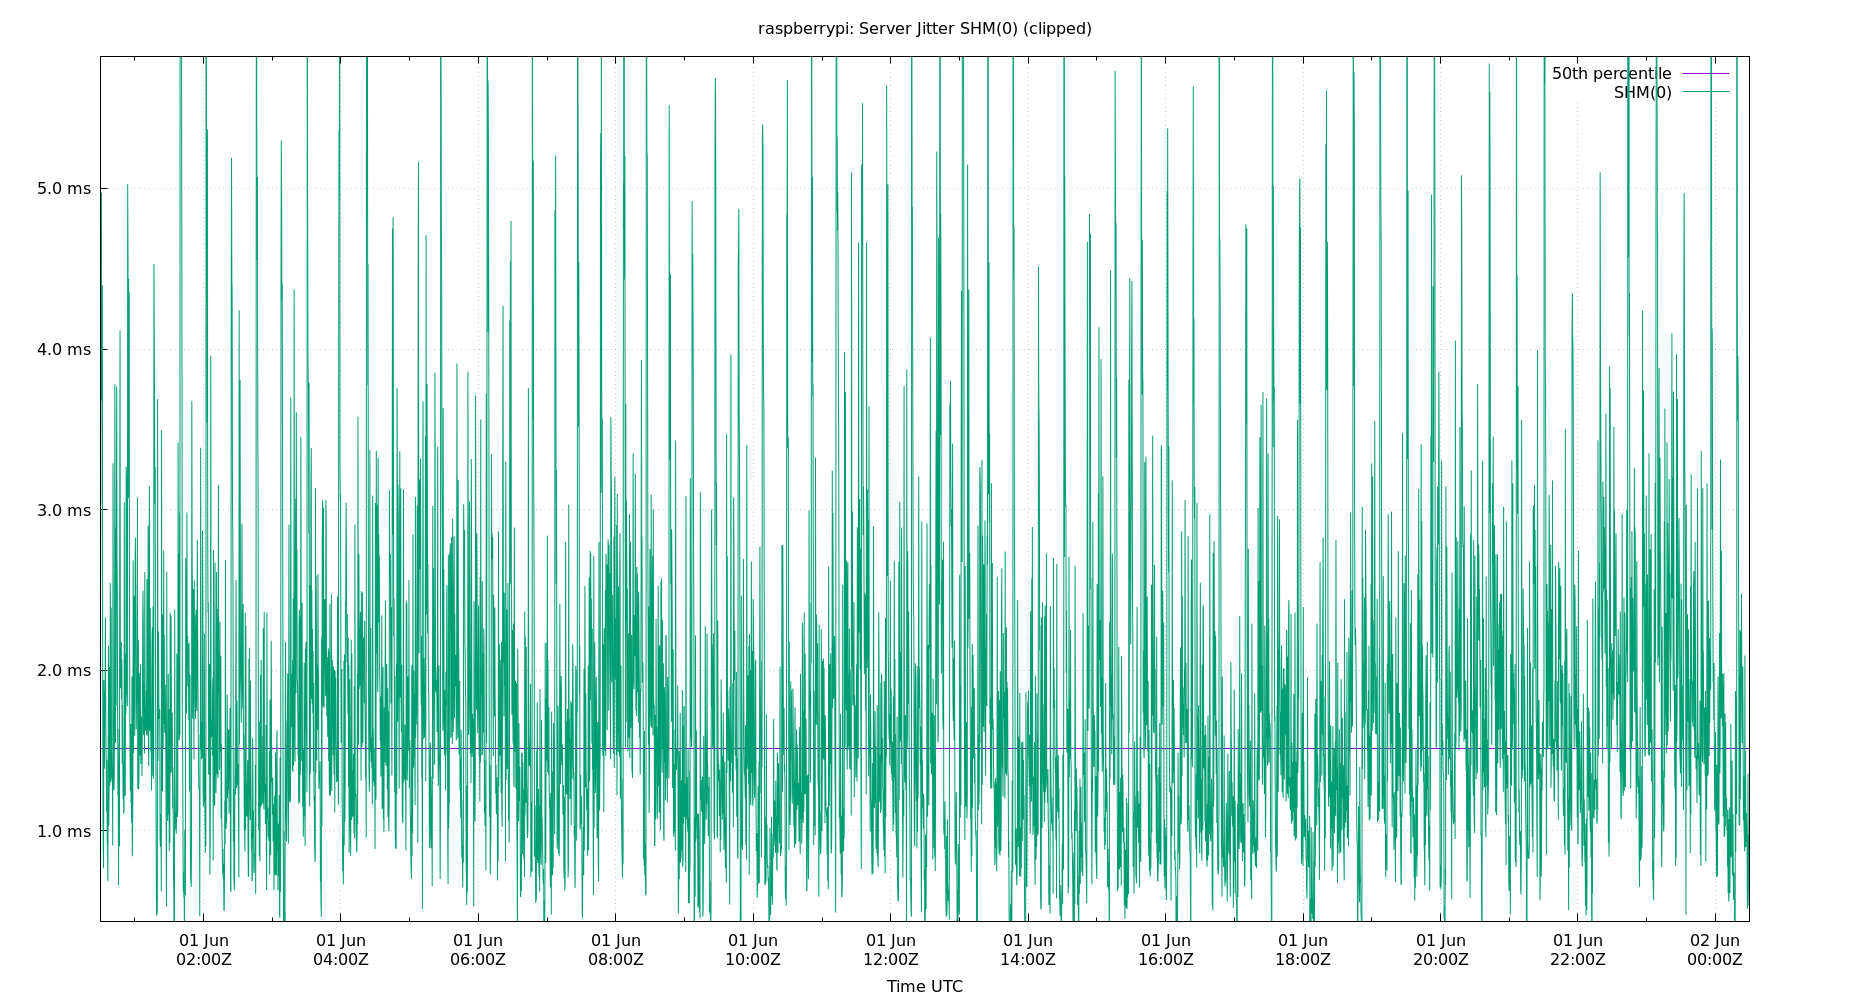 raspberrypi: Server Jitter SHM(0) (clipped)
50th percentile
SHM(0)
5.0 ms
4.0 ms
3.0 ms
2.0 ms
1.0 ms
01 Jun 01 Jun 01 Jun 01 Jun 01 Jun 01 Jun 01 Jun 01 Jun 01 Jun 01 Jun 01 Jun 02 Jun
02:00Z 04:00Z 06:00Z 08:00Z 10:00Z 12:00Z 14:00Z 16:00Z 18:00Z 20:00Z 22:00Z 00:00Z
Time UTC